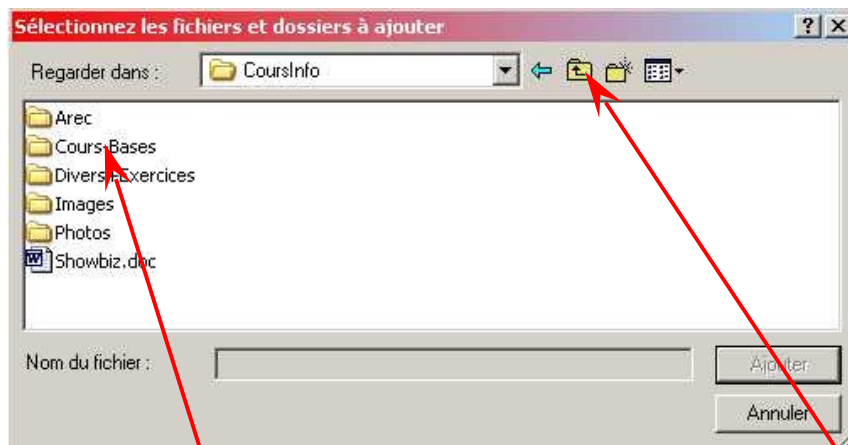 Sélectionnez les fichiers et dossiers à ajouter
Regarder dans :
CoursInfo
Arec
Cours-Bases
Divers+Exercices
Images
Photos
Showbiz.doc
Nom du fichier :
Ajouter
Annuler